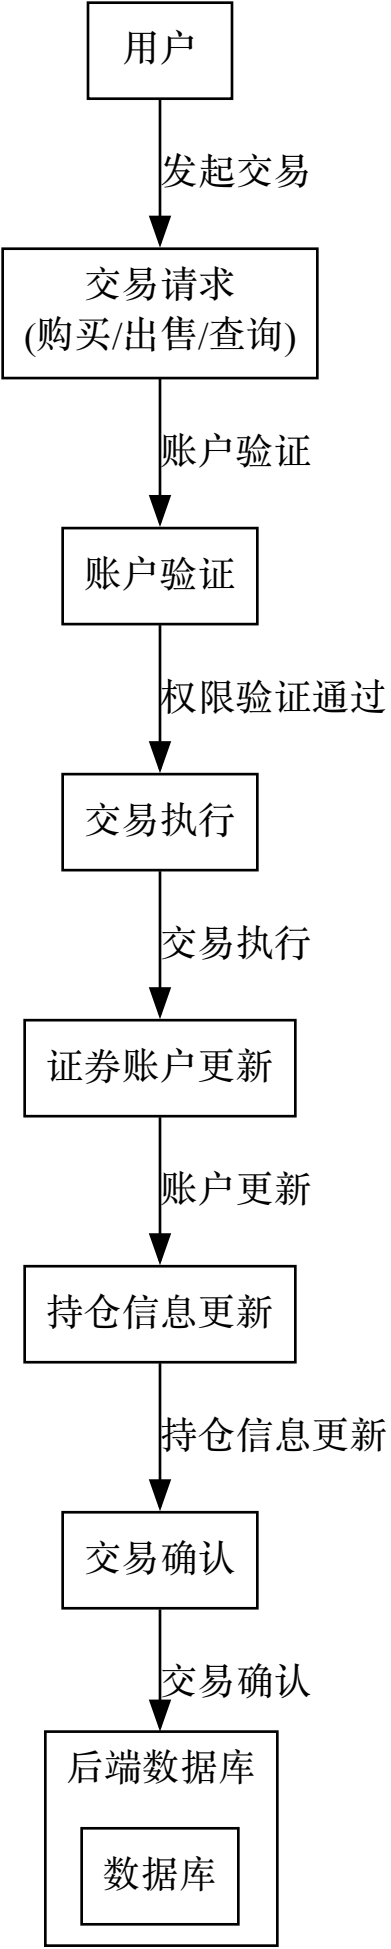 用户
发起交易
交易请求
(购买/出售/查询)
账户验证
账户验证
权限验证通过
交易执行
交易执行
证券账户更新
账户更新
持仓信息更新
持仓信息更新
交易确认
交易确认
后端数据库
数据库